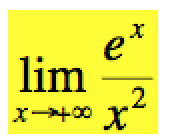 lim e^x / x^2
x→+∞